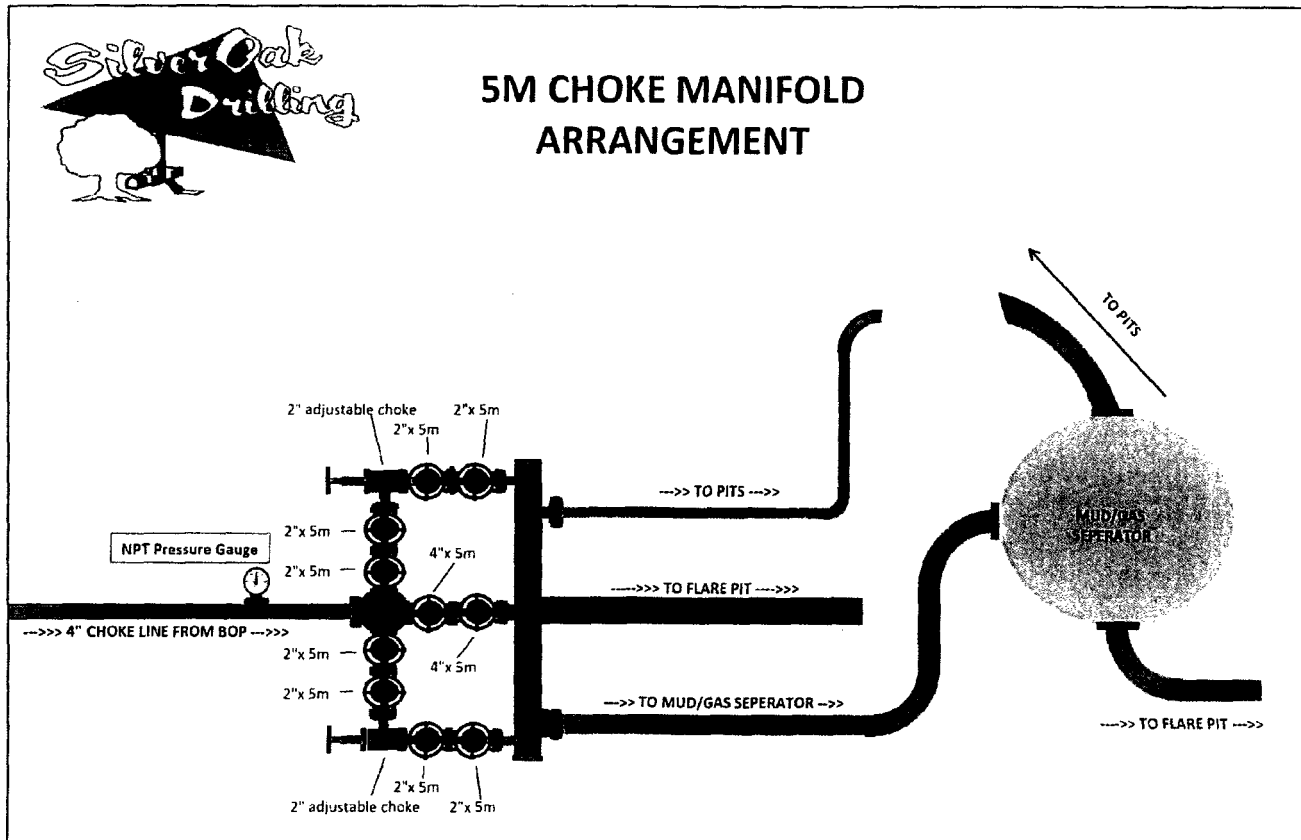 Silver Oak
Drilling
5M CHOKE MANIFOLD
ARRANGEMENT
TO PITS
2" adjustable choke
2"x 5m
2"x 5m
--->> TO PITS --->>
MUD/GAS
SEPERATOR
2"x 5m
NPT Pressure Gauge
4"x 5m
2"x 5m
---->>> TO FLARE PIT ---->>>
--->>> 4" CHOKE LINE FROM BOP --->>>
2"x 5m
4"x 5m
2"x 5m
--->> TO MUD/GAS SEPERATOR -->>
--->> TO FLARE PIT --->>
2"x 5m
2" adjustable choke
2"x 5m